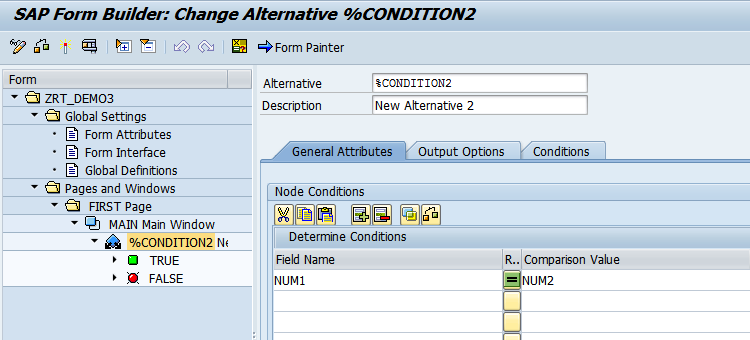 SAP Form Builder: Change Alternative %CONDITION2
Form Painter
Form
ZRT_DEMO3
Global Settings
Form Attributes
Form Interface
Global Definitions
Pages and Windows
FIRST Page
MAIN Main Window
%CONDITION2 Ne
TRUE
FALSE
Alternative %CONDITION2
Description New Alternative 2
General Attributes Output Options Conditions
Node Conditions
Determine Conditions
Field Name R.. Comparison Value
NUM1 = NUM2